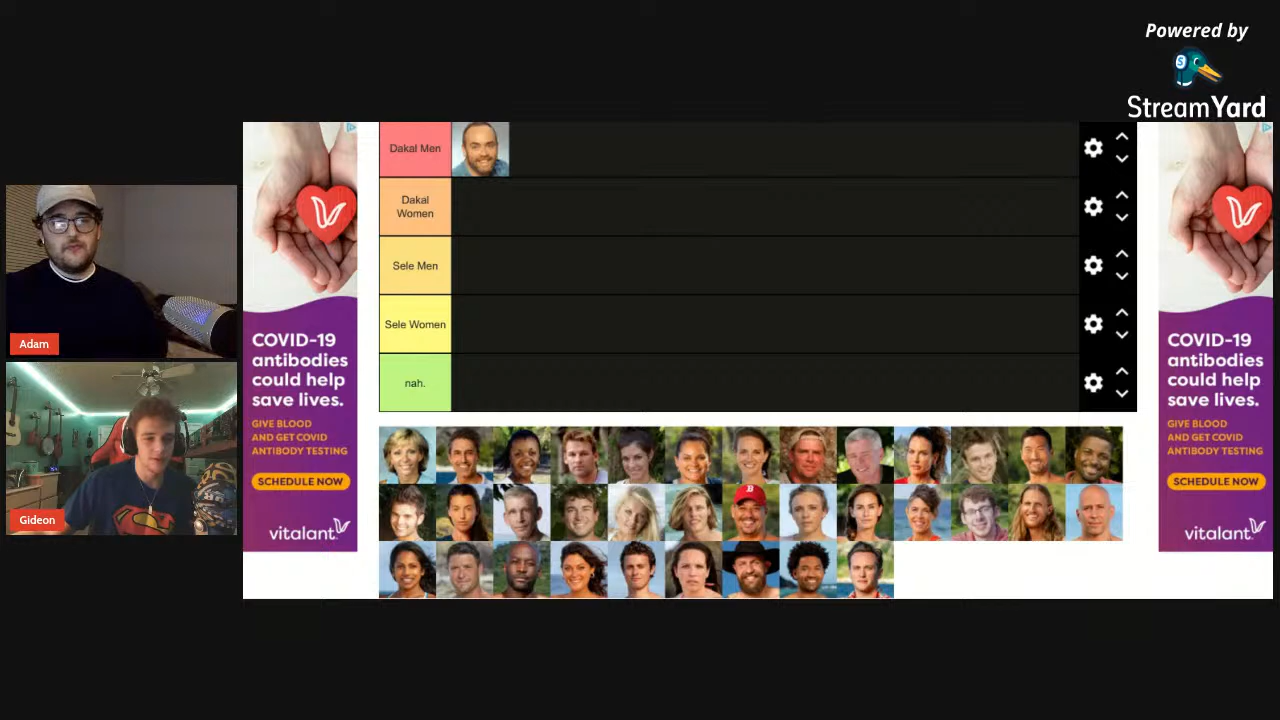 Powered by
StreamYard
Adam
Gideon
COVID-19
antibodies
could help
save lives.
GIVE BLOOD
AND GET COVID
ANTIBODY TESTING
SCHEDULE NOW
vitalant
Dakal Men
Dakal
Women
Sele Men
Sele Women
nah.
B
COVID-19
antibodies
could help
save lives.
GIVE BLOOD
AND GET COVID
ANTIBODY TESTING
SCHEDULE NOW
vitalant